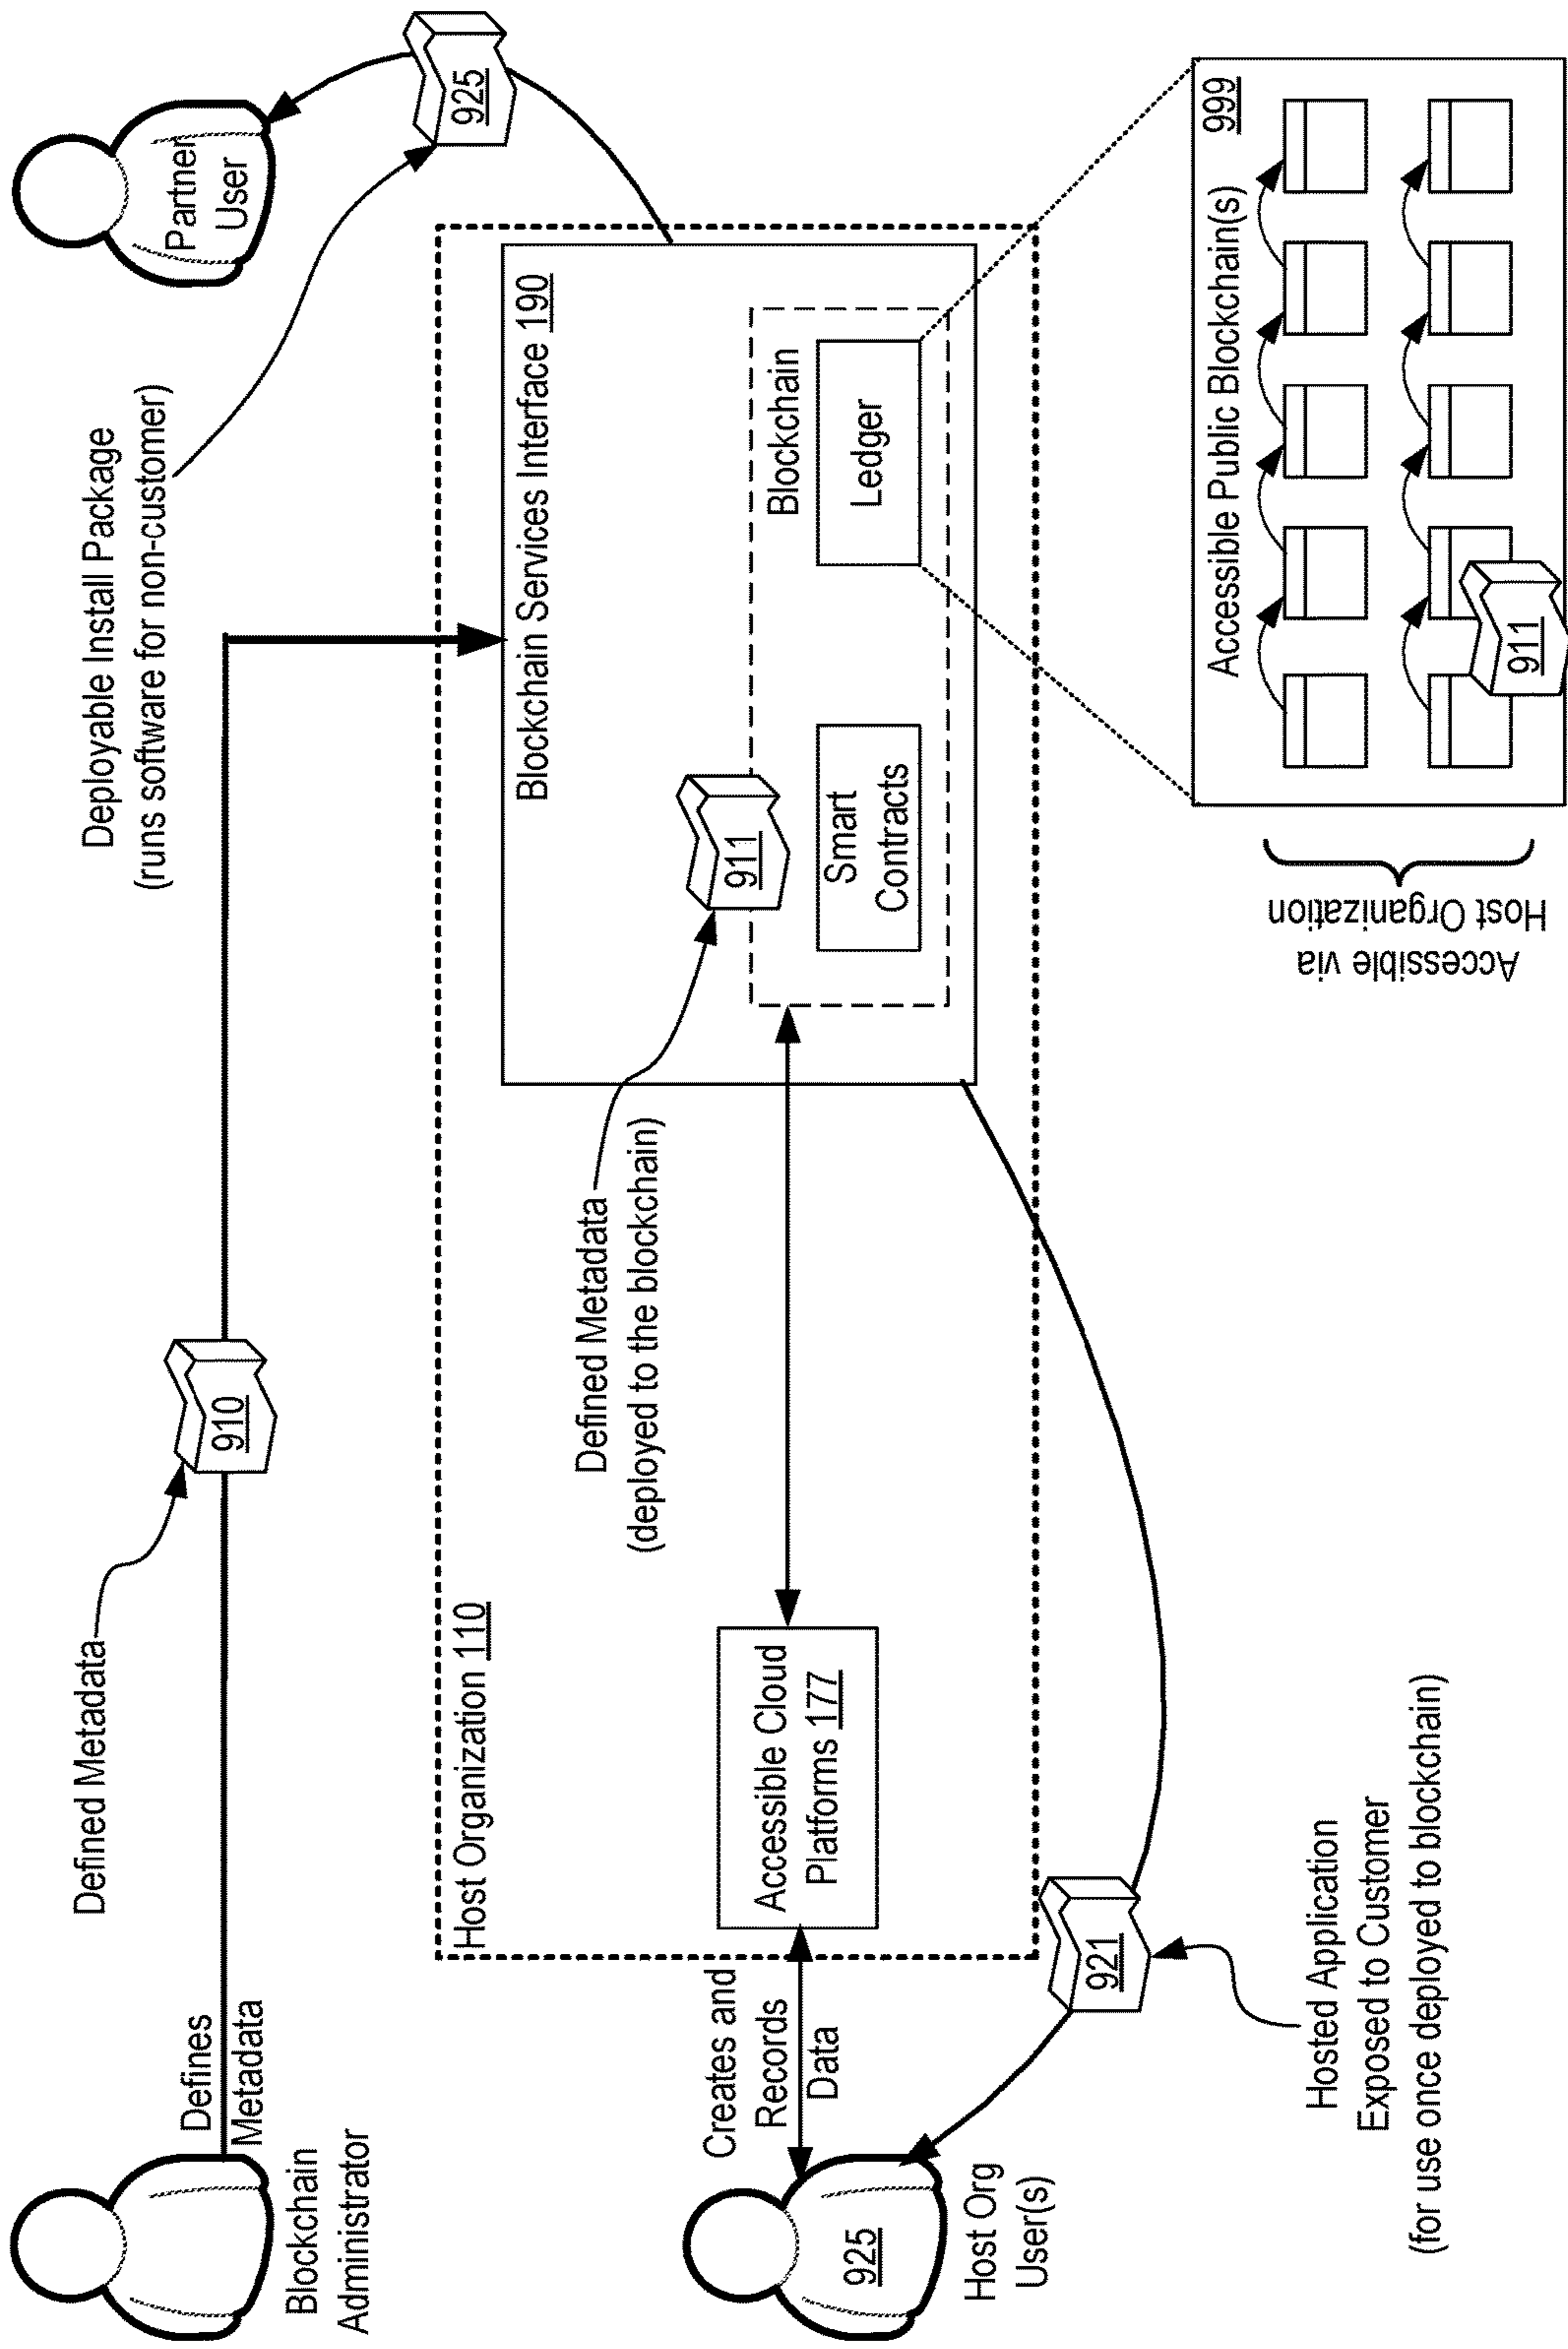 Blockchain
Administrator
Defines
Metadata
Defined Metadata
910
Deployable Install Package
(runs software for non-customer)
925
Partner
User
Host Organization 110
Blockchain Services Interface 190
Defined Metadata
(deployed to the blockchain)
911
Blockchain
Smart
Contracts
Ledger
Accessible Cloud
Platforms 177
Creates and
Records
Data
925
Host Org
User(s)
921
Hosted Application
Exposed to Customer
(for use once deployed to blockchain)
Accessible via
Host Organization
Accessible Public Blockchain(s)
999
911